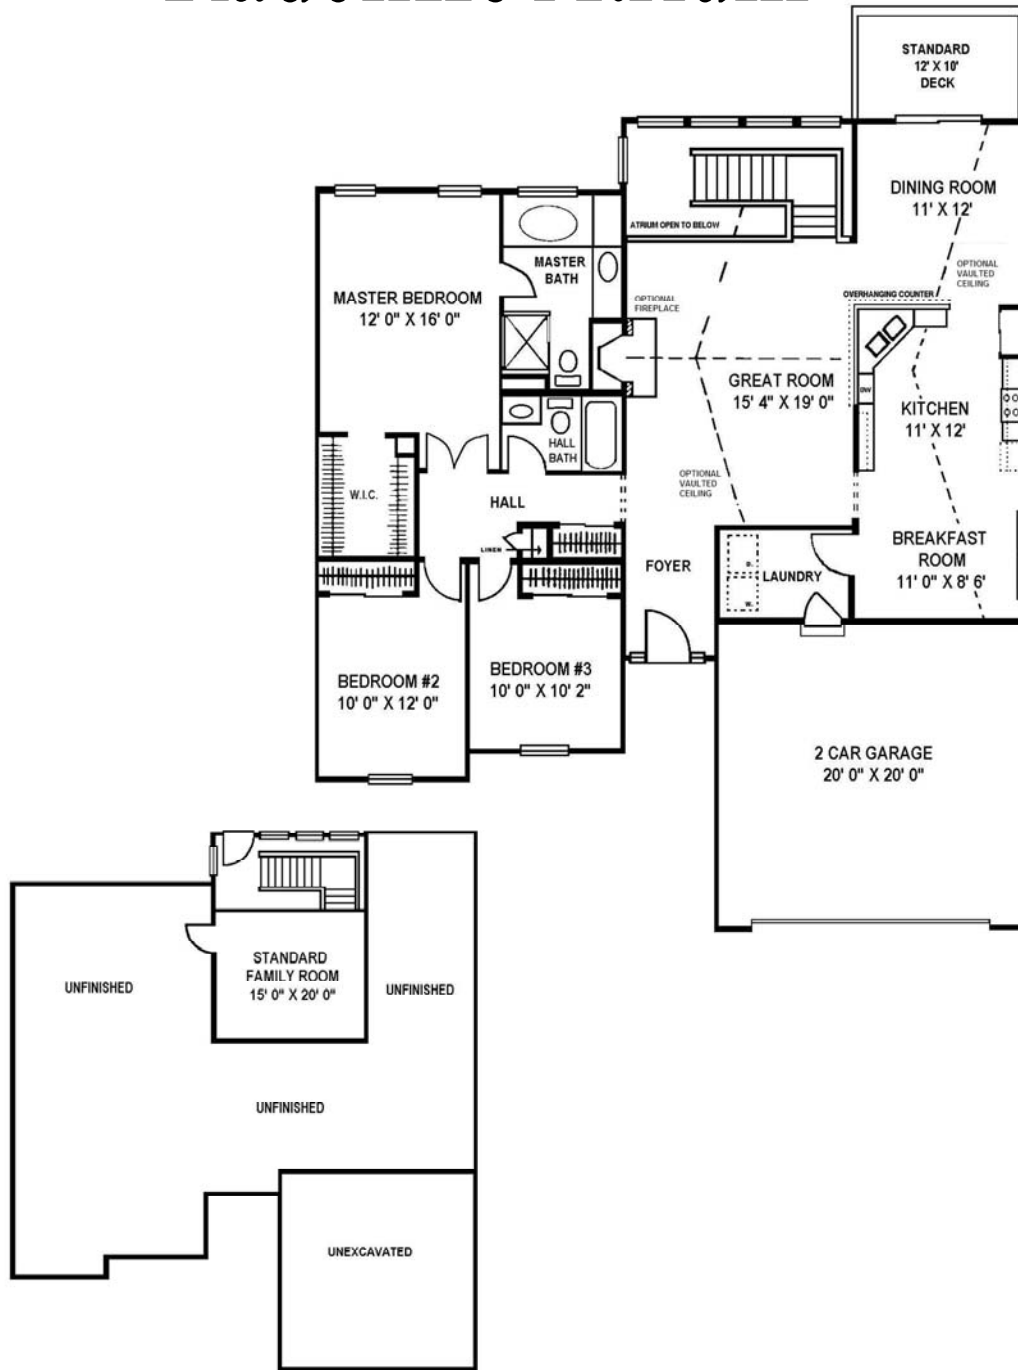 STANDARD
12' X 10'
DECK
DINING ROOM
11' X 12'
ATRIUM OPEN TO BELOW
OPTIONAL
VAULTED
CEILING
MASTER
BATH
MASTER BEDROOM
12' 0" X 16' 0"
OPTIONAL
FIREPLACE
OVERHANGING COUNTER
GREAT ROOM
15' 4" X 19' 0"
DW
KITCHEN
11' X 12'
HALL
BATH
OPTIONAL
VAULTED
CEILING
W.I.C.
HALL
LINEN
FOYER
D.
W.
LAUNDRY
BREAKFAST
ROOM
11' 0" X 8' 6'
BEDROOM #2
10' 0" X 12' 0"
BEDROOM #3
10' 0" X 10' 2"
2 CAR GARAGE
20' 0" X 20' 0"
STANDARD
FAMILY ROOM
15' 0" X 20' 0"
UNFINISHED
UNFINISHED
UNFINISHED
UNEXCAVATED